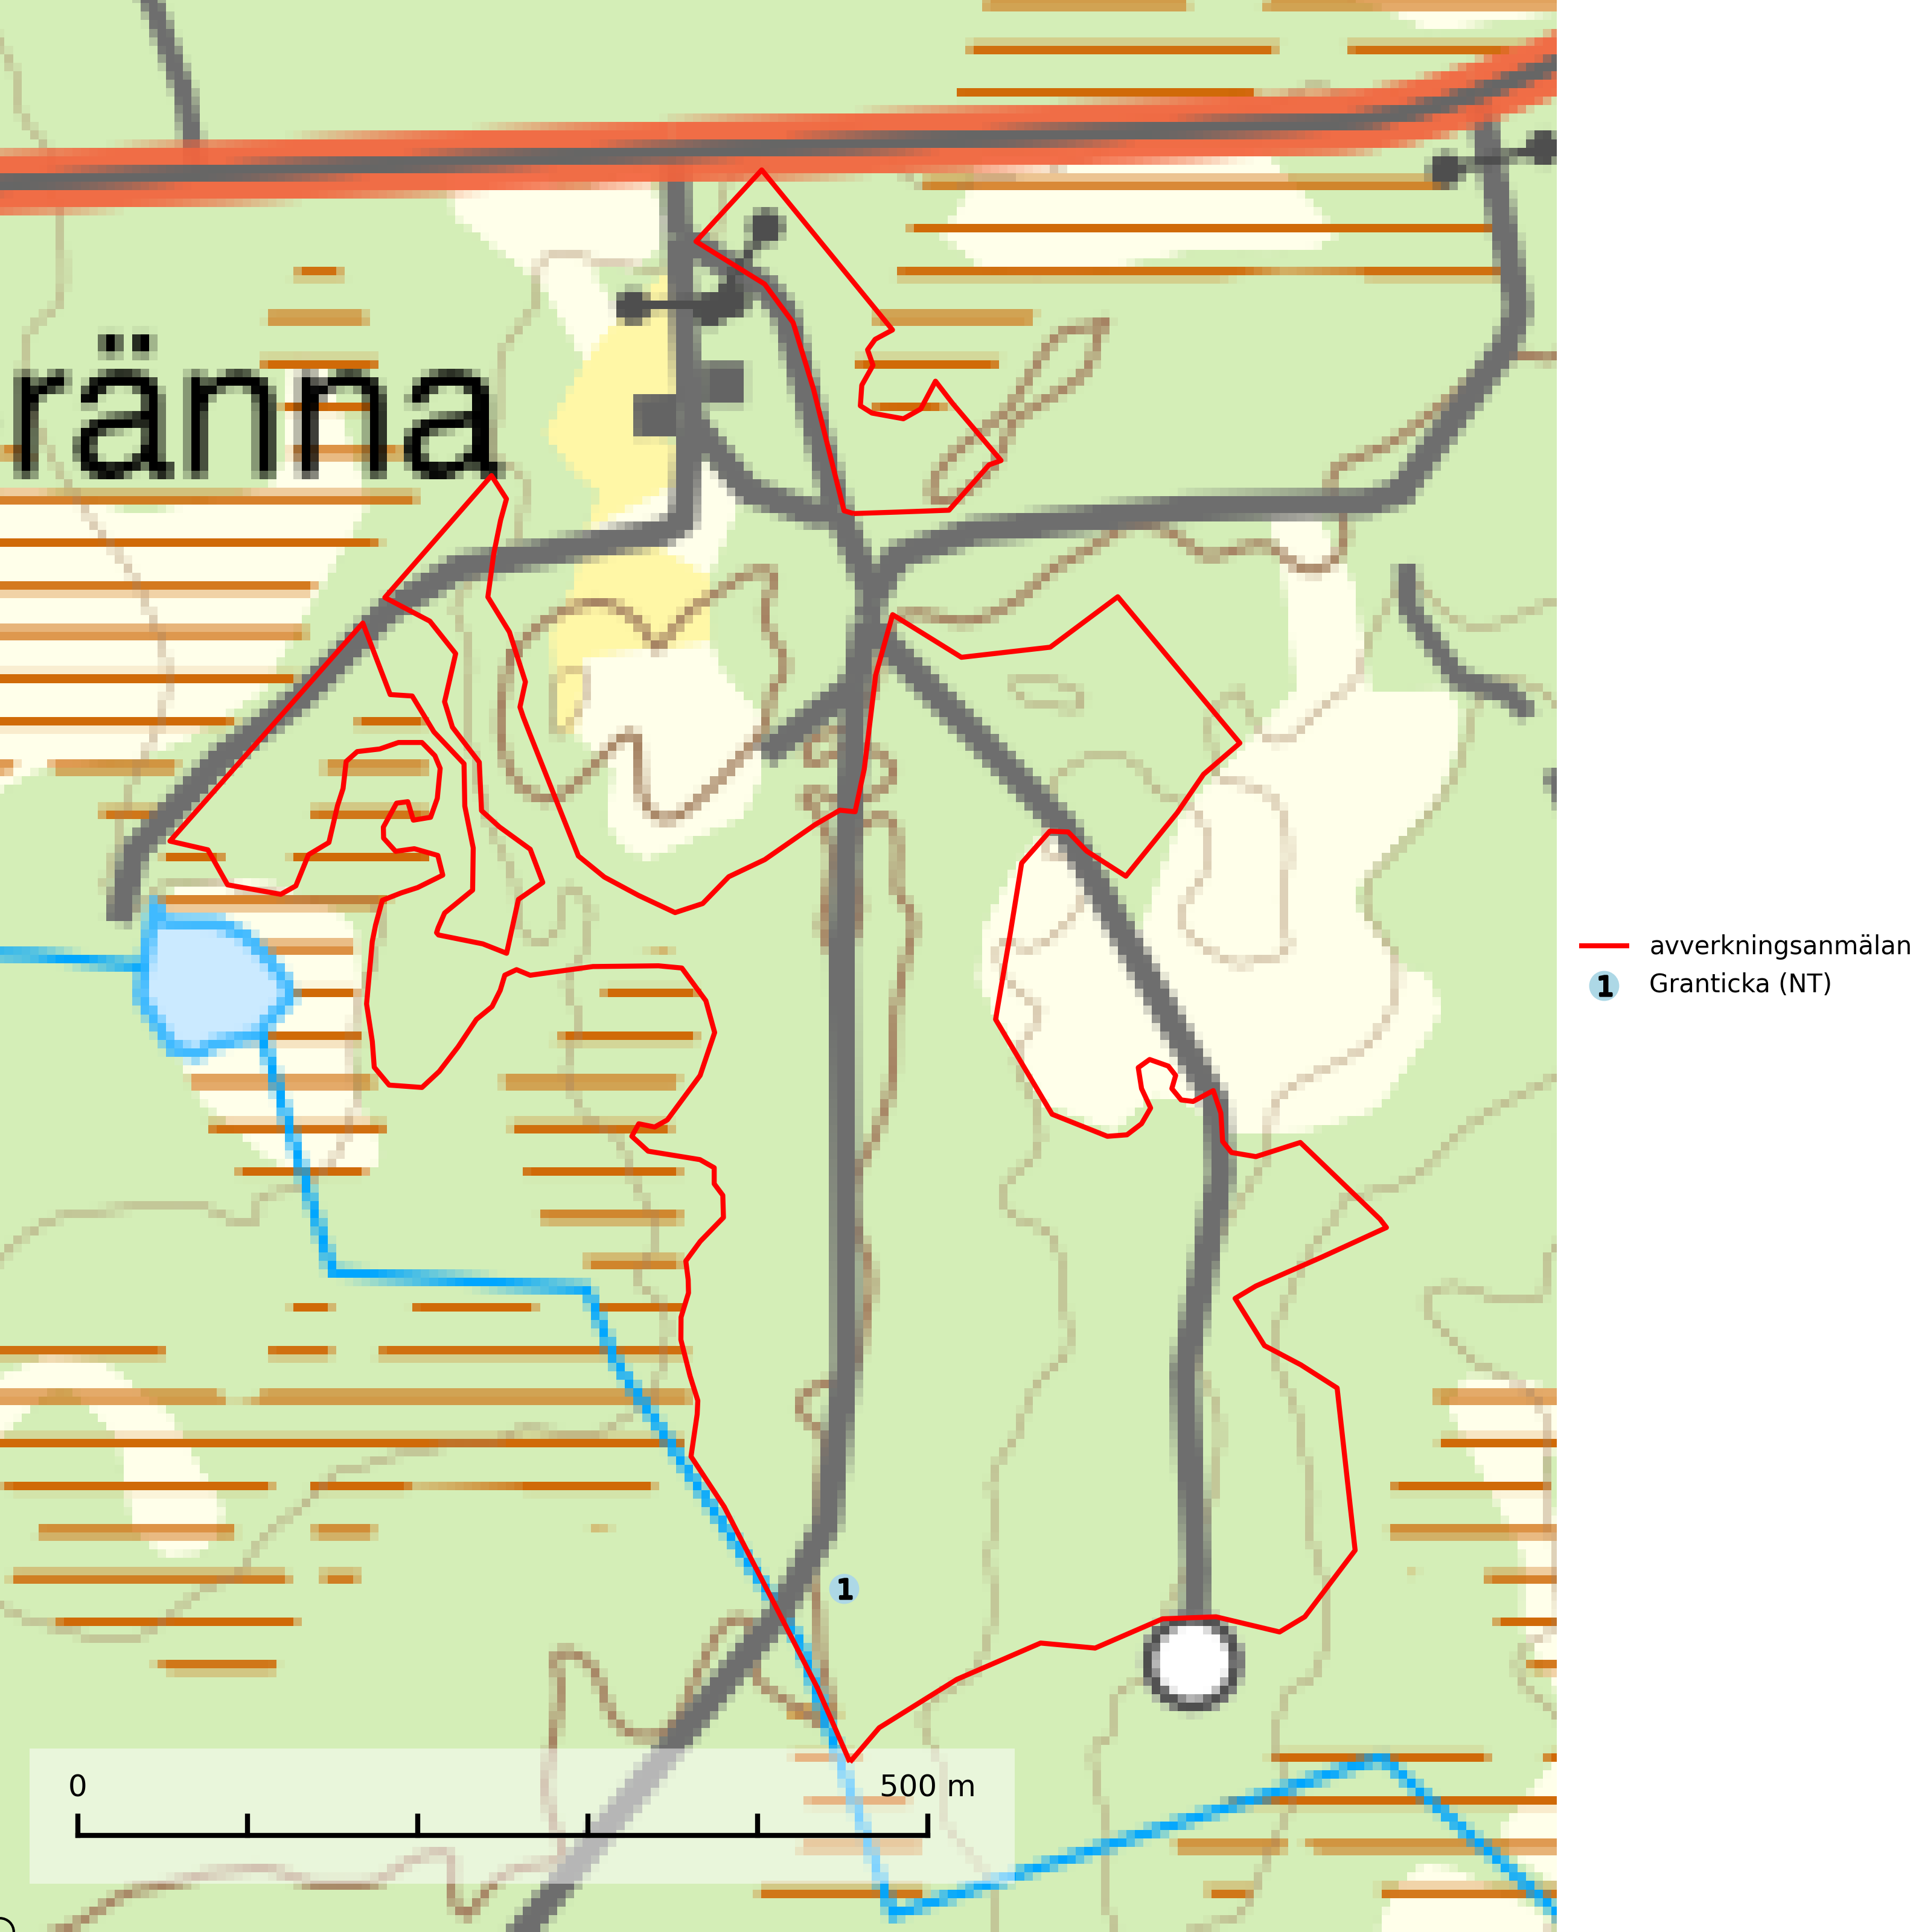 ränna
avverkningsanmälan
1 Granticka (NT)
1
0 500 m